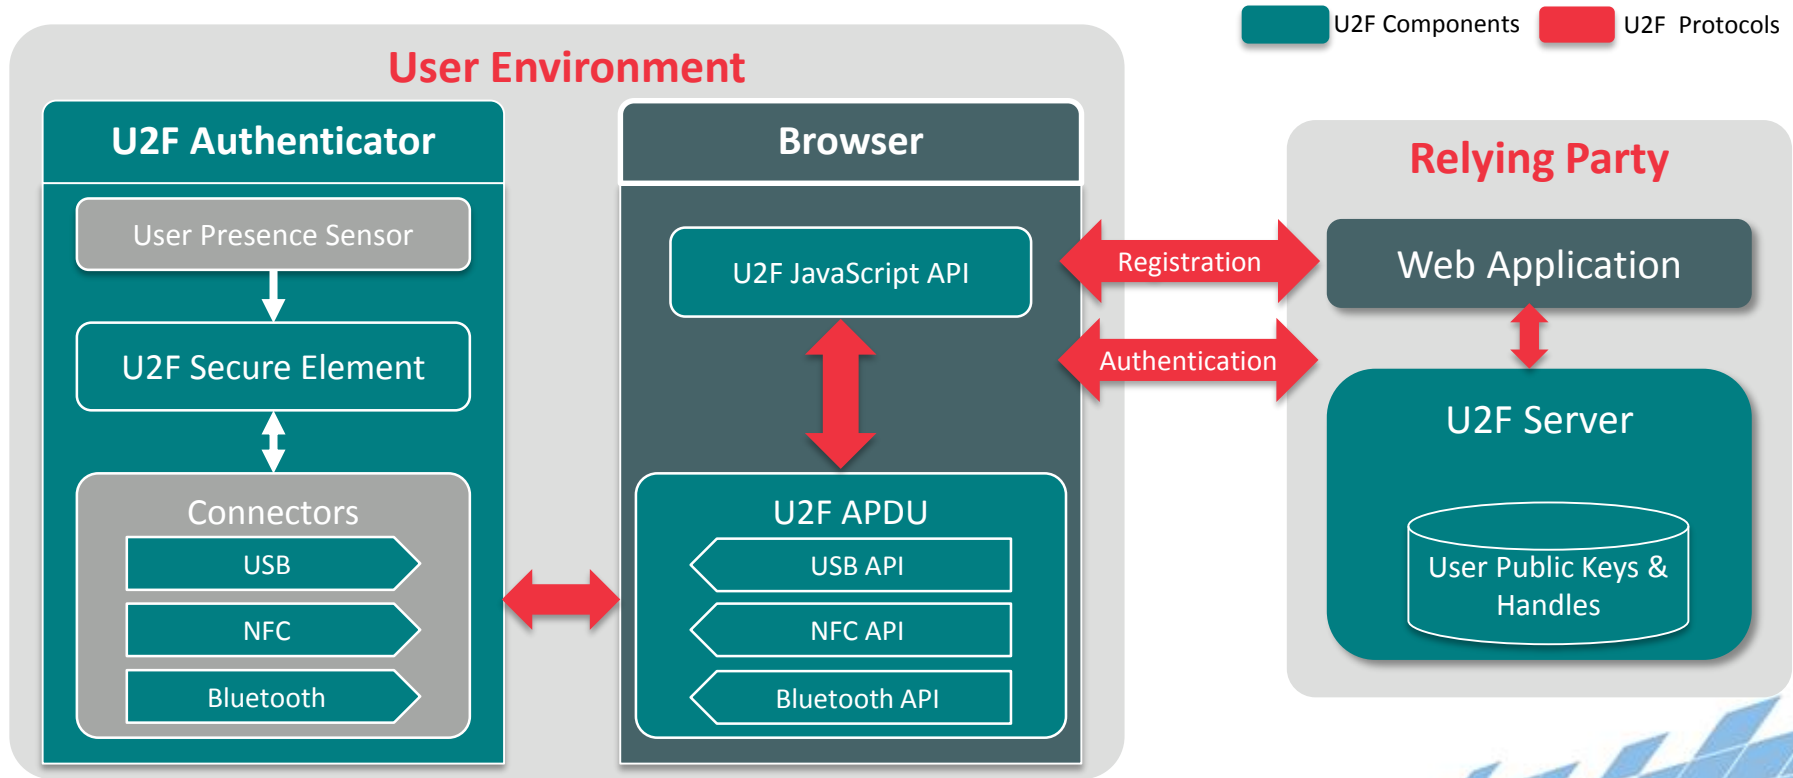 U2F Components
U2F Protocols
User Environment
U2F Authenticator
User Presence Sensor
U2F Secure Element
Connectors
USB
NFC
Bluetooth
Browser
U2F JavaScript API
U2F APDU
USB API
NFC API
Bluetooth API
Registration
Authentication
Relying Party
Web Application
U2F Server
User Public Keys &
Handles